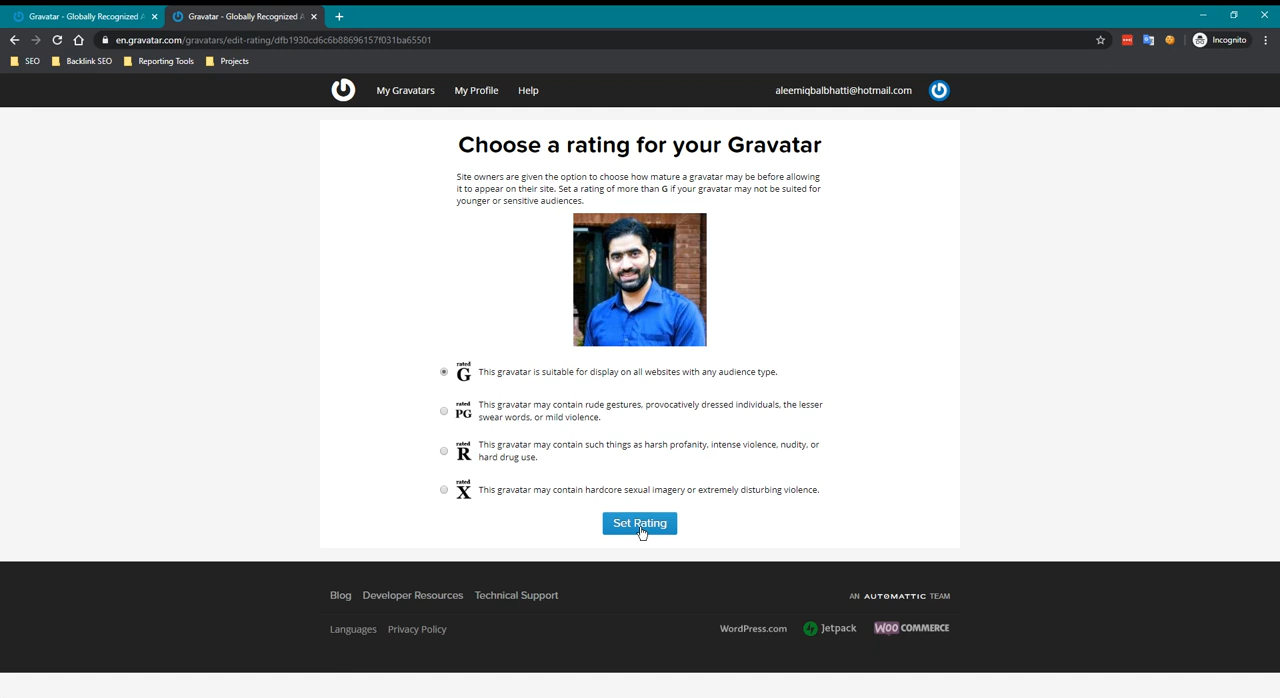 Gravatar - Globally Recognized A
Gravatar - Globally Recognized A
en.gravatar.com/gravatars/edit-rating/dfb1930cd6c6b88696157f031ba65501
Incognito
SEO
Backlink SEO
Reporting Tools
Projects
My Gravatars
My Profile
Help
aleemiqbalbhatti@hotmail.com
Choose a rating for your Gravatar
Site owners are given the option to choose how mature a gravatar may be before allowing
it to appear on their site. Set a rating of more than G if your gravatar may not be suited for
younger or sensitive audiences.
rated
G
This gravatar is suitable for display on all websites with any audience type.
rated
PG
This gravatar may contain rude gestures, provocatively dressed individuals, the lesser
swear words, or mild violence.
rated
R
This gravatar may contain such things as harsh profanity, intense violence, nudity, or
hard drug use.
rated
X
This gravatar may contain hardcore sexual imagery or extremely disturbing violence.
Set Rating
Blog
Developer Resources
Technical Support
AN AUTOMATTIC TEAM
Languages
Privacy Policy
WordPress.com
Jetpack
WOO COMMERCE